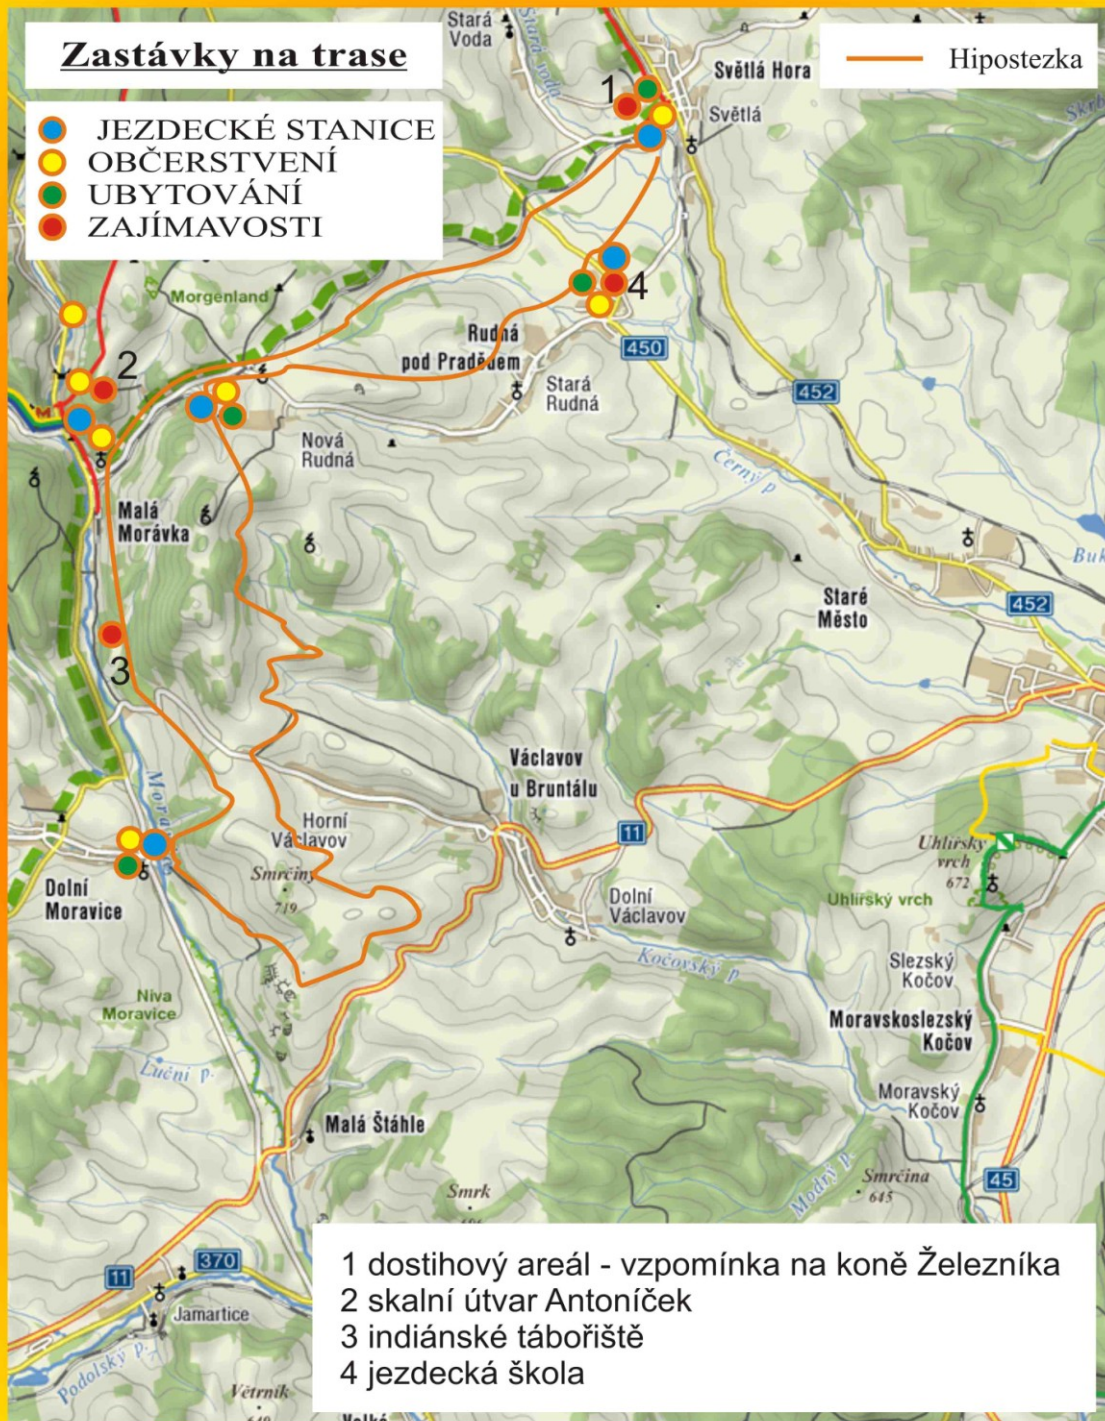 Zastávky na trase
JEZDECKÉ STANICE
OBČERSTVENÍ
UBYTOVÁNÍ
ZAJÍMAVOSTI
Hipostezka
Stará
Voda
Stará voda
Světlá Hora
Světlá
1
4
Morgenland
2
Rudná
pod Pradědem
450
452
Stará
Rudná
Nová
Rudná
Malá
Morávka
Černý p.
Staré
Město
452
3
Václavov
u Bruntálu
11
Horní
Václavov
Smrčiny
719
Dolní
Moravice
Dolní
Václavov
Kočovský p.
Uhlířský
vrch
672
Uhlířský vrch
Slezský
Kočov
Niva
Moravice
Moravskoslezský
Kočov
Luční p.
Moravský
Kočov
Malá Štáhle
Modrý p.
Smrčina
645
45
Smrk
370
11
Jamartice
Podolský p.
Větrník
1 dostihový areál - vzpomínka na koně Železníka
2 skalní útvar Antoníček
3 indiánské tábořiště
4 jezdecká škola